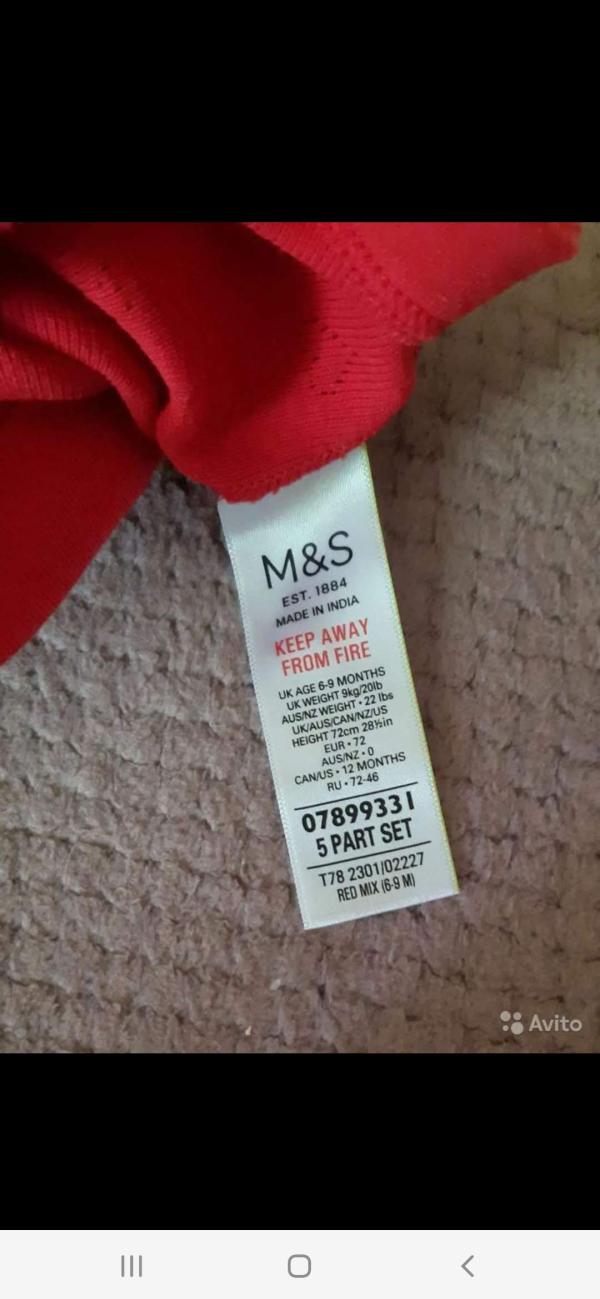 M&S
EST. 1884
MADE IN INDIA
KEEP AWAY
FROM FIRE
UK AGE 6-9 MONTHS
UK WEIGHT 9kg/20lb
AUS/NZ WEIGHT • 22 lbs
UK/AUS/CAN/NZ/US
HEIGHT 72cm 28½in
EUR • 72
AUS/NZ • 0
CAN/US • 12 MONTHS
RU • 72-46
07899331
5 PART SET
T78 2301/02227
RED MIX (6-9 M)
Avito